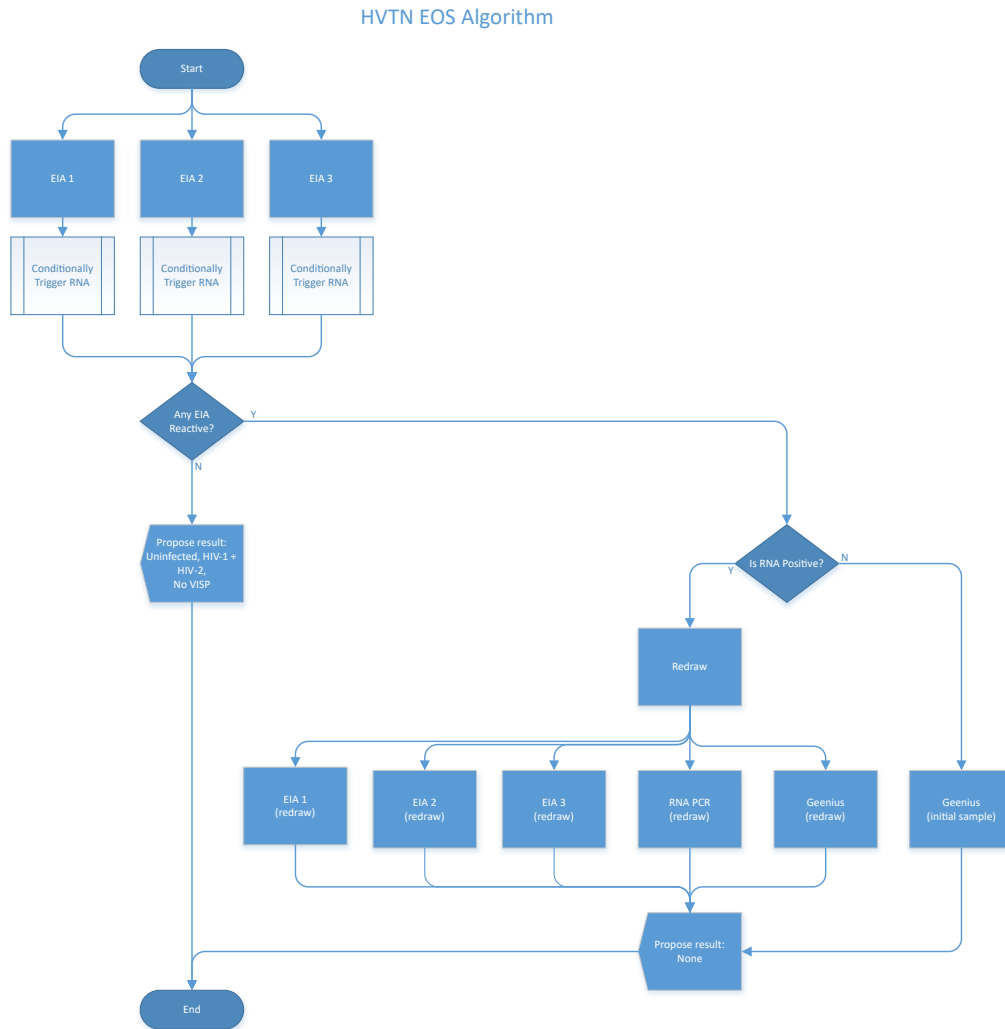 HVTN EOS Algorithm
Start
EIA 1
EIA 2
EIA 3
Conditionally
Trigger RNA
Conditionally
Trigger RNA
Conditionally
Trigger RNA
Any EIA
Reactive?
Y
N
Propose result:
Uninfected, HIV-1 +
HIV-2,
No VISP
Is RNA Positive?
N
Y
Redraw
EIA 1
(redraw)
EIA 2
(redraw)
EIA 3
(redraw)
RNA PCR
(redraw)
Geenius
(redraw)
Geenius
(initial sample)
Propose result:
None
End